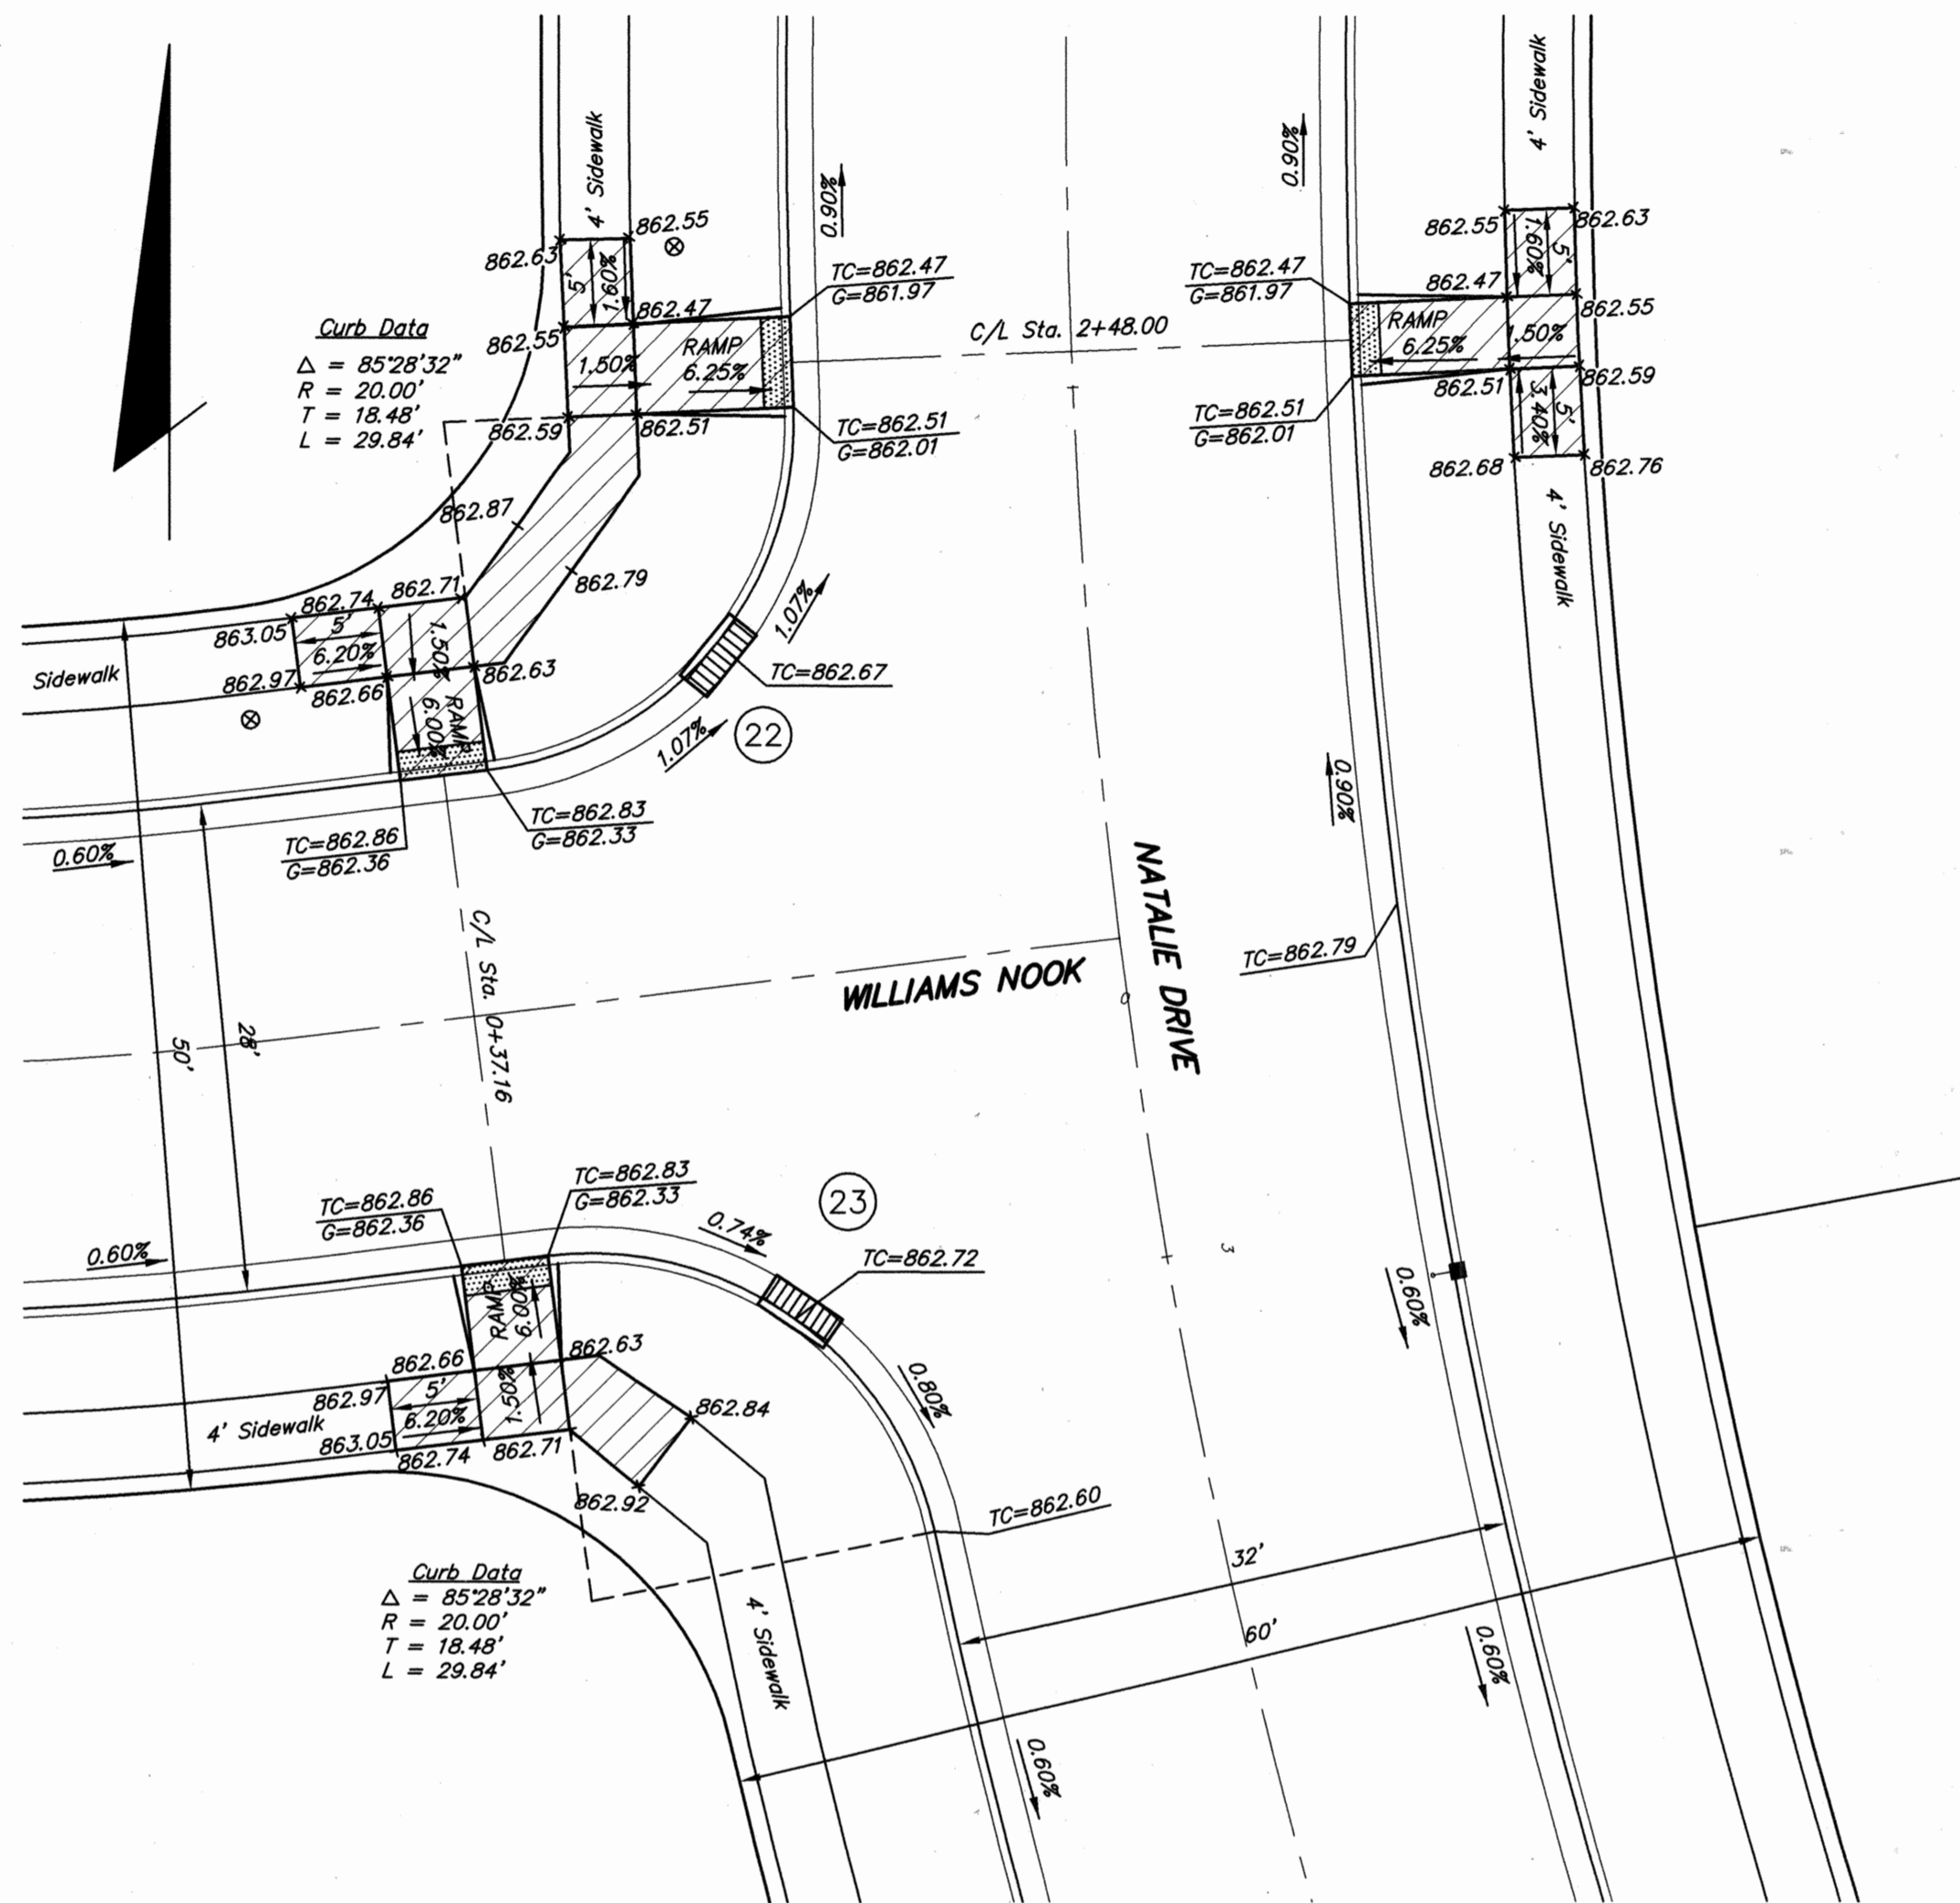 4' Sidewalk
4' Sidewalk
0.90%
0.90%
862.55
862.63
5'
1.60%
862.47
862.55
TC=862.47
G=861.97
TC=862.47
G=861.97
862.55
862.63
1.60%
5'
862.47
862.55
Curb Data
Δ = 85°28'32"
R = 20.00'
T = 18.48'
L = 29.84'
1.50%
RAMP
6.25%
C/L Sta. 2+48.00
RAMP
6.25%
1.50%
862.59
862.51
TC=862.51
G=862.01
TC=862.51
G=862.01
862.51
862.59
3.40%
5'
862.68
862.76
4' Sidewalk
862.87
862.79
862.74
862.71
863.05
5'
6.20%
1.50%
Sidewalk
862.97
862.66
862.63
6.00%
RAMP
1.07%
TC=862.67
1.07%
22
TC=862.83
G=862.33
TC=862.86
G=862.36
0.60%
0.90%
C/L Sta. 0+37.16
NATALIE DRIVE
TC=862.79
WILLIAMS NOOK
50'
28'
TC=862.83
G=862.33
TC=862.86
G=862.36
23
0.74%
TC=862.72
0.60%
3
0.60%
RAMP
6.00%
862.63
862.66
862.97
5'
6.20%
1.50%
4' Sidewalk
863.05
862.74
862.71
862.84
0.80%
862.92
TC=862.60
Curb Data
Δ = 85°28'32"
R = 20.00'
T = 18.48'
L = 29.84'
4' Sidewalk
32'
60'
0.60%
0.60%